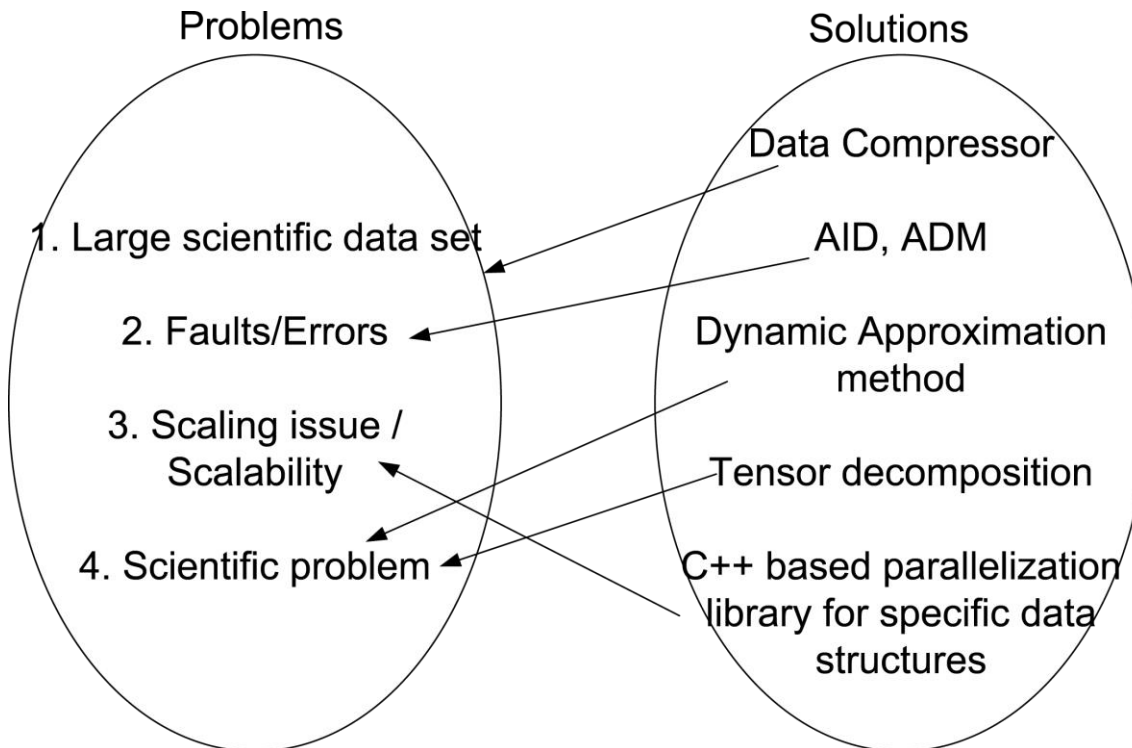 Problems
1. Large scientific data set
2. Faults/Errors
3. Scaling issue /
Scalability
4. Scientific problem
Solutions
Data Compressor
AID, ADM
Dynamic Approximation
method
Tensor decomposition
C++ based parallelization
library for specific data
structures